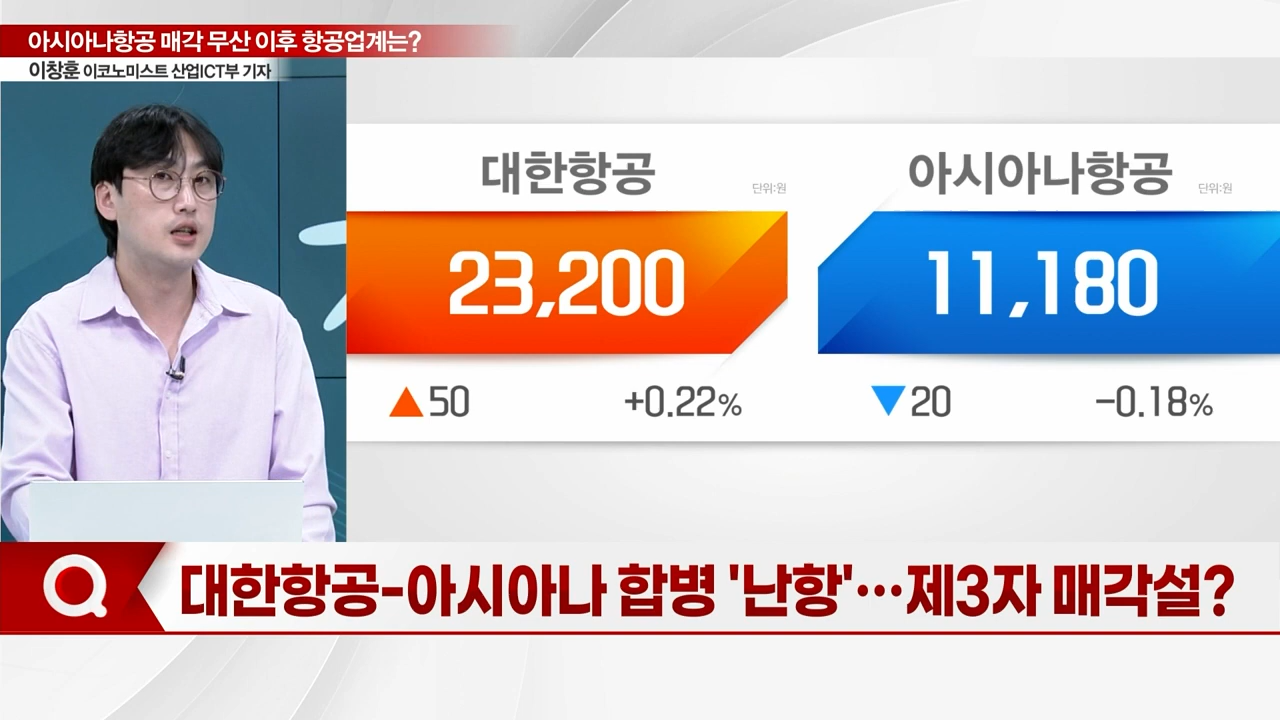 아시아나항공 매각 무산 이후 항공업계는?
이창훈 이코노미스트 산업ICT부 기자
대한항공
단위:원
23,200
▲50 +0.22%
아시아나항공
단위:원
11,180
▼20 -0.18%
Q 대한항공-아시아나 합병 '난항'…제3자 매각설?